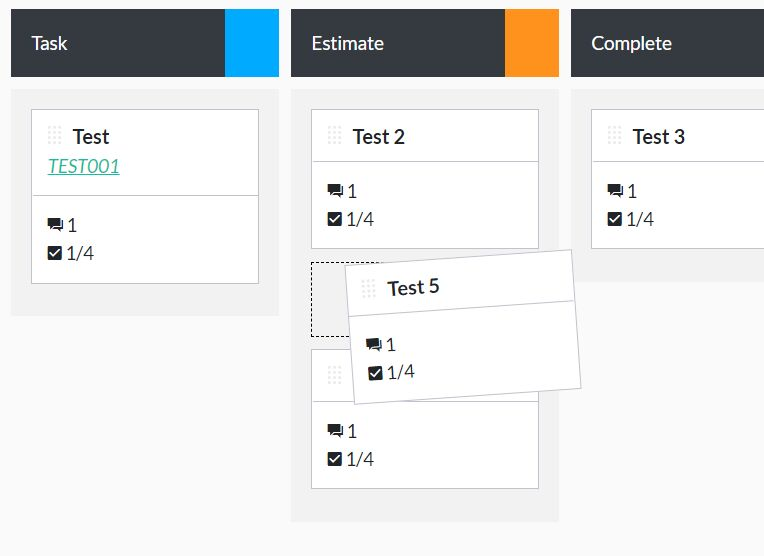 Task
Estimate
Complete
Test
TEST001
1
1/4
Test 2
1
1/4
Test 5
1
1/4
1
1/4
Test 3
1
1/4